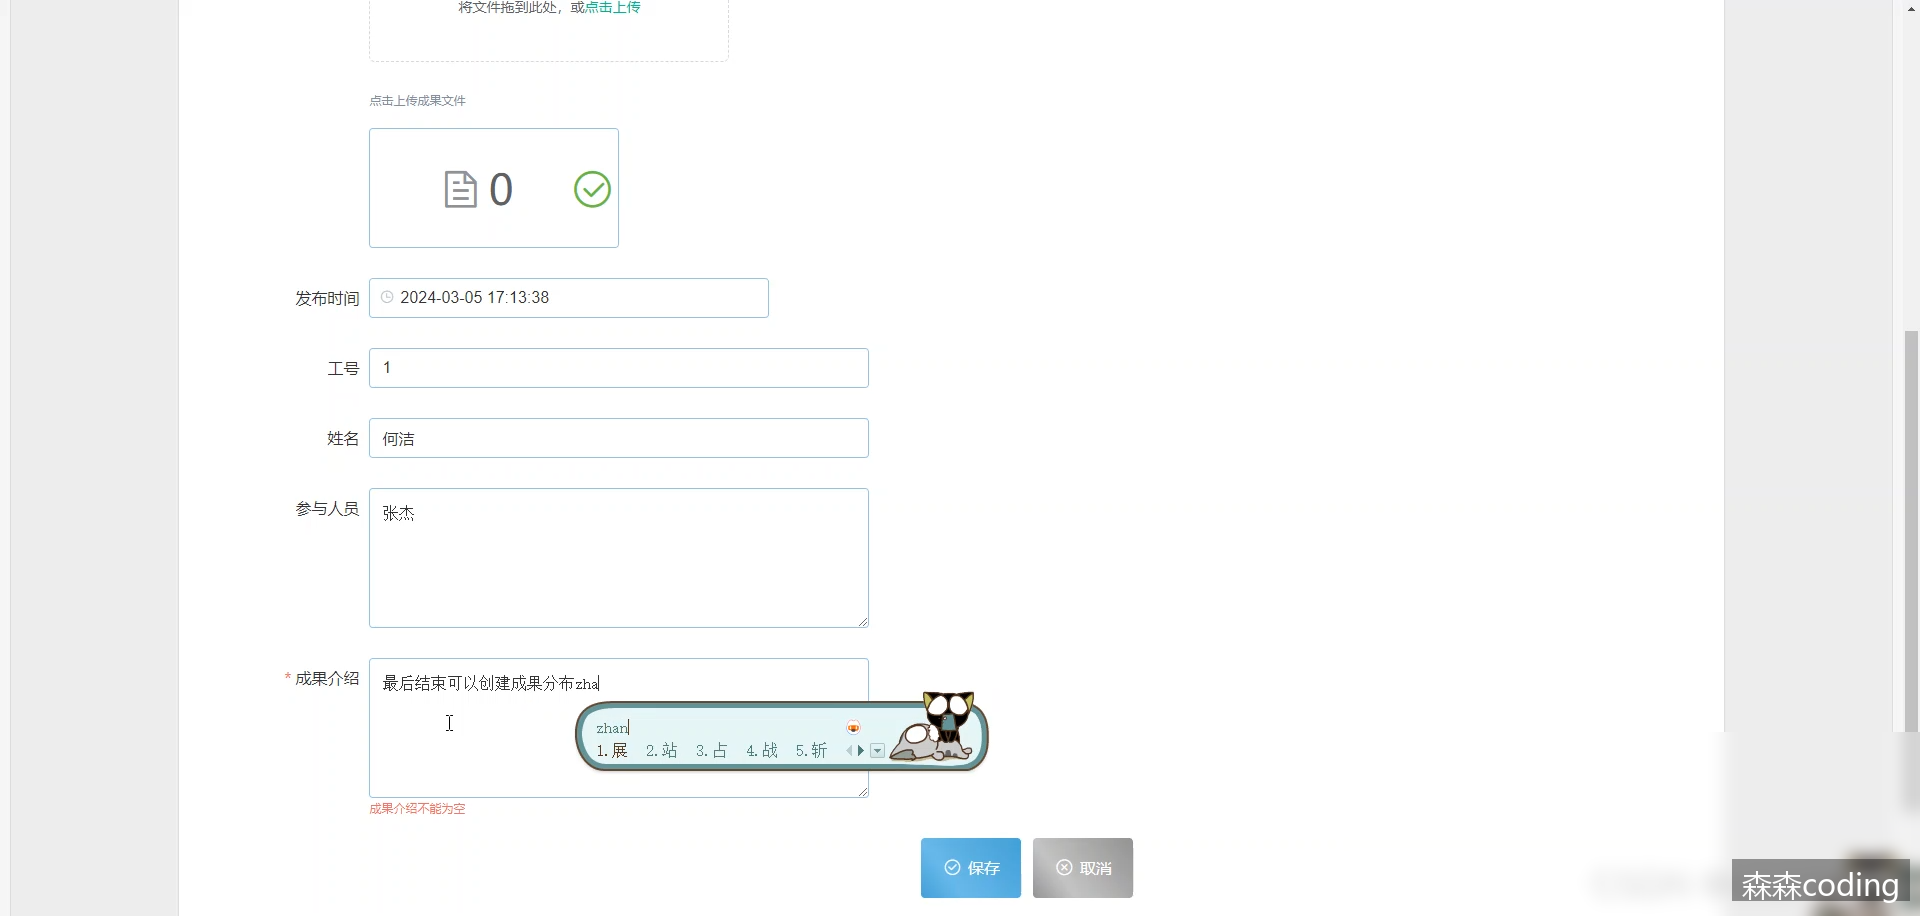 将文件拖到此处，或点击上传
点击上传成果文件
0
发布时间 2024-03-05 17:13:38
工号 1
姓名 何洁
参与人员 张杰
* 成果介绍 最后结束可以创建成果分布zha
zhan
1.展 2.站 3.占 4.战 5.斩
成果介绍不能为空
保存 取消
森森coding